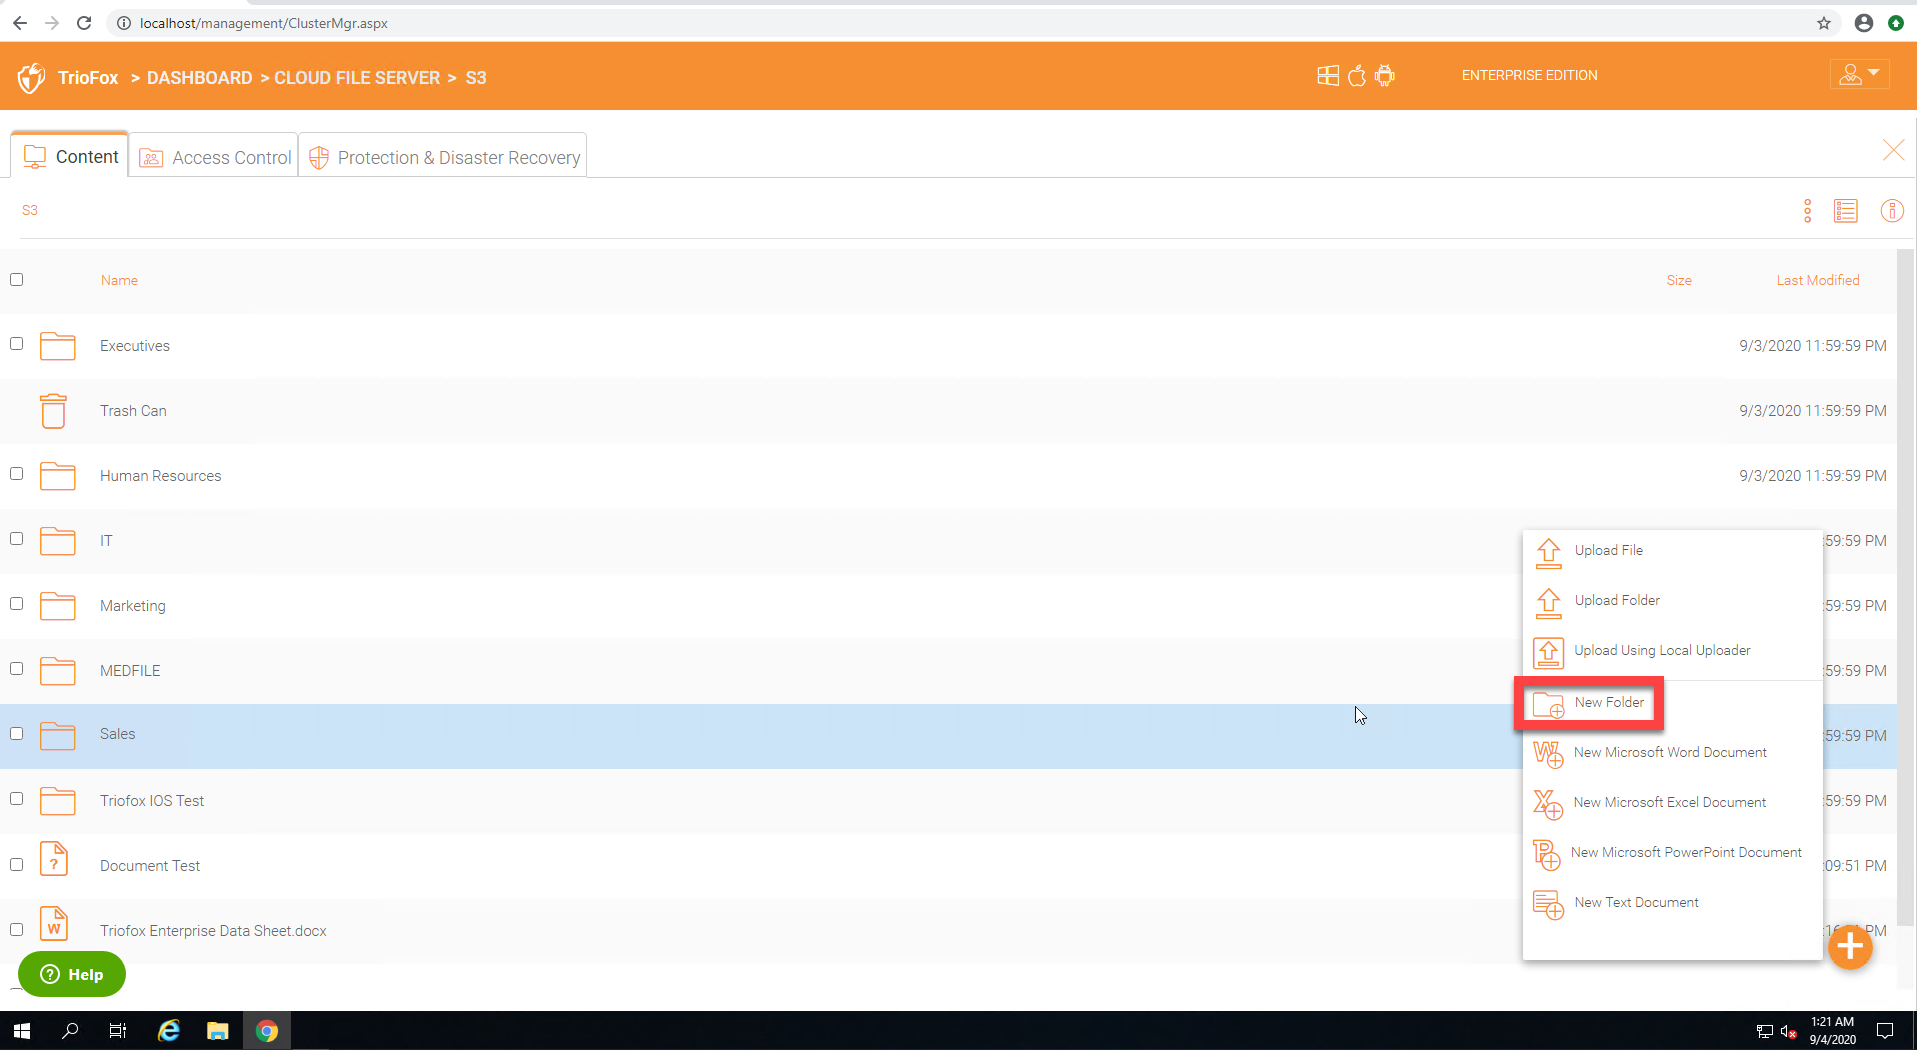 localhost/management/ClusterMgr.aspx
TrioFox > DASHBOARD > CLOUD FILE SERVER > S3
ENTERPRISE EDITION
Content
Access Control
Protection & Disaster Recovery
S3
Name Size Last Modified
Executives 9/3/2020 11:59:59 PM
Trash Can 9/3/2020 11:59:59 PM
Human Resources 9/3/2020 11:59:59 PM
IT :59:59 PM
Upload File
Upload Folder
Marketing :59:59 PM
Upload Using Local Uploader
MEDFILE :59:59 PM
New Folder
Sales :59:59 PM
New Microsoft Word Document
Triofox IOS Test :59:59 PM
New Microsoft Excel Document
New Microsoft PowerPoint Document
Document Test :09:51 PM
New Text Document
W
Triofox Enterprise Data Sheet.docx PM
? Help
1:21 AM
9/4/2020